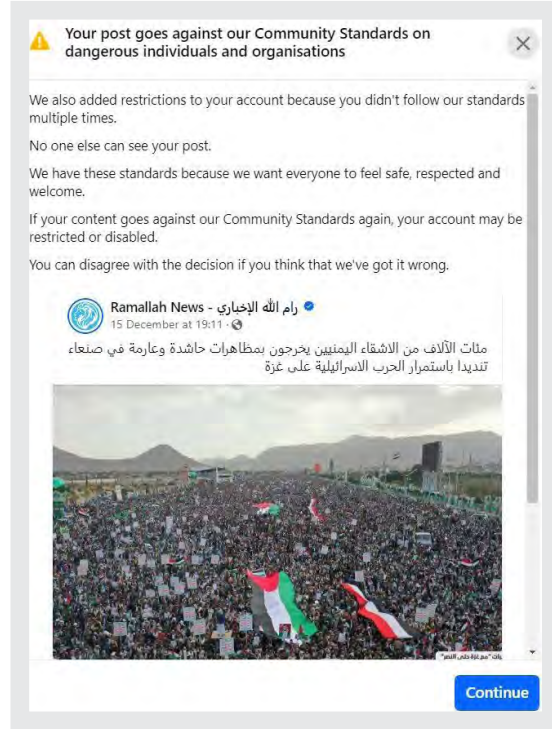 Your post goes against our Community Standards on
dangerous individuals and organisations
We also added restrictions to your account because you didn't follow our standards
multiple times.
No one else can see your post.
We have these standards because we want everyone to feel safe, respected and
welcome.
If your content goes against our Community Standards again, your account may be
restricted or disabled.
You can disagree with the decision if you think that we've got it wrong.
Ramallah News - رام الله الإخباري
15 December at 19:11 ·
مئات الآلاف من الاشقاء اليمنيين يخرجون بمظاهرات حاشدة وعارمة في صنعاء
تنديدا باستمرار الحرب الاسرائيلية على غزة
"مع غزة حتى النصر"
Continue